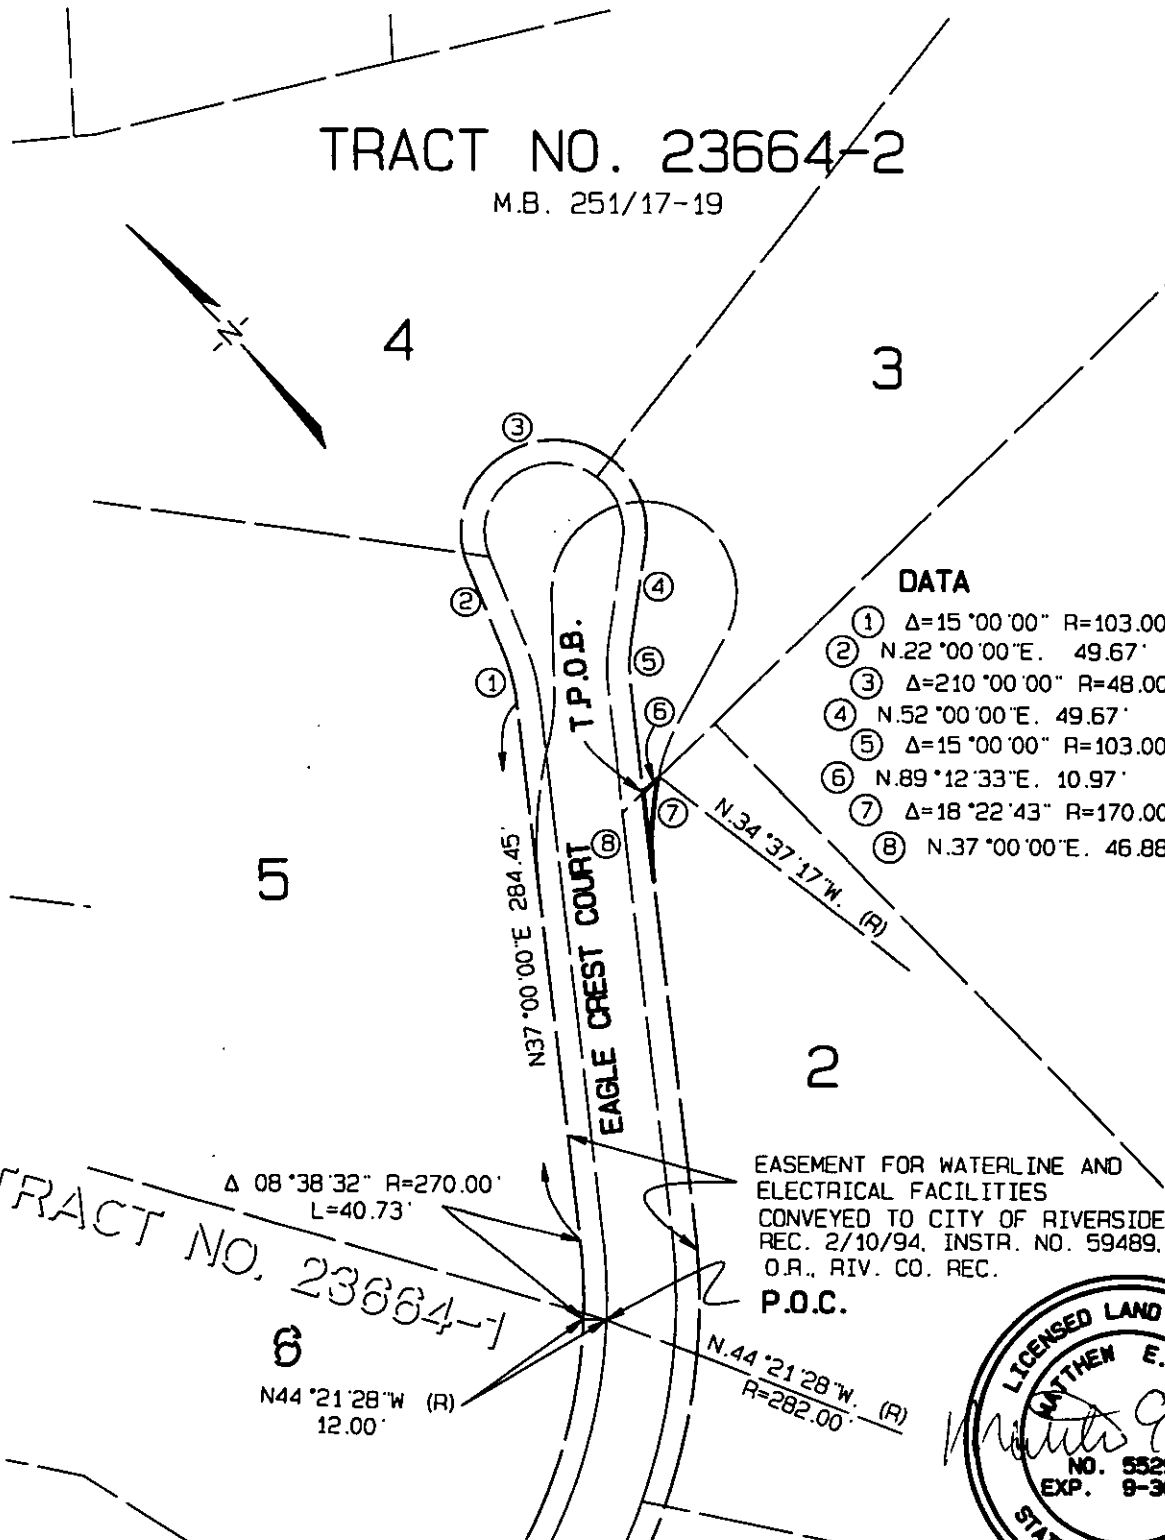 TRACT NO. 23664-2
M.B. 251/17-19
N
4
3
③
DATA
① Δ=15°00'00" R=103.00
② N.22°00'00"E. 49.67'
③ Δ=210°00'00" R=48.00
④ N.52°00'00"E. 49.67'
⑤ Δ=15°00'00" R=103.00
⑥ N.89°12'33"E. 10.97'
⑦ Δ=18°22'43" R=170.00
⑧ N.37°00'00"E. 46.88
④
②
⑤
①
⑥
T.P.O.B.
⑦
⑧
N.34°37'17"W. (R)
5
N37°00'00"E 284.45'
EAGLE CREST COURT
2
EASEMENT FOR WATERLINE AND
ELECTRICAL FACILITIES
CONVEYED TO CITY OF RIVERSIDE
REC. 2/10/94, INSTR. NO. 59489,
O.R., RIV. CO. REC.
P.O.C.
Δ 08°38'32" R=270.00'
L=40.73'
TRACT NO. 23664-1
6
N44°21'28"W (R)
12.00'
N.44°21'28"W. (R)
R=282.00'
LICENSED LAND
MATTHEW E.
NO. 552
EXP. 9-30
STAT